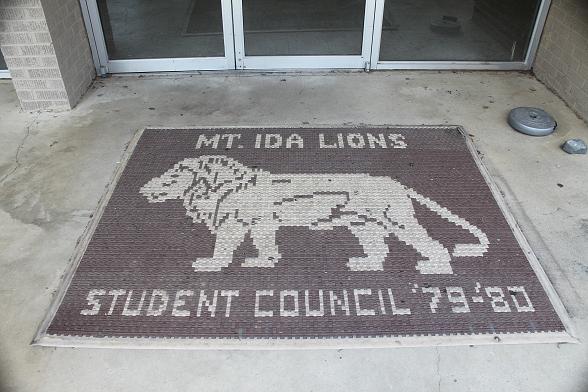 MT. IDA LIONS
STUDENT COUNCIL '79-'80